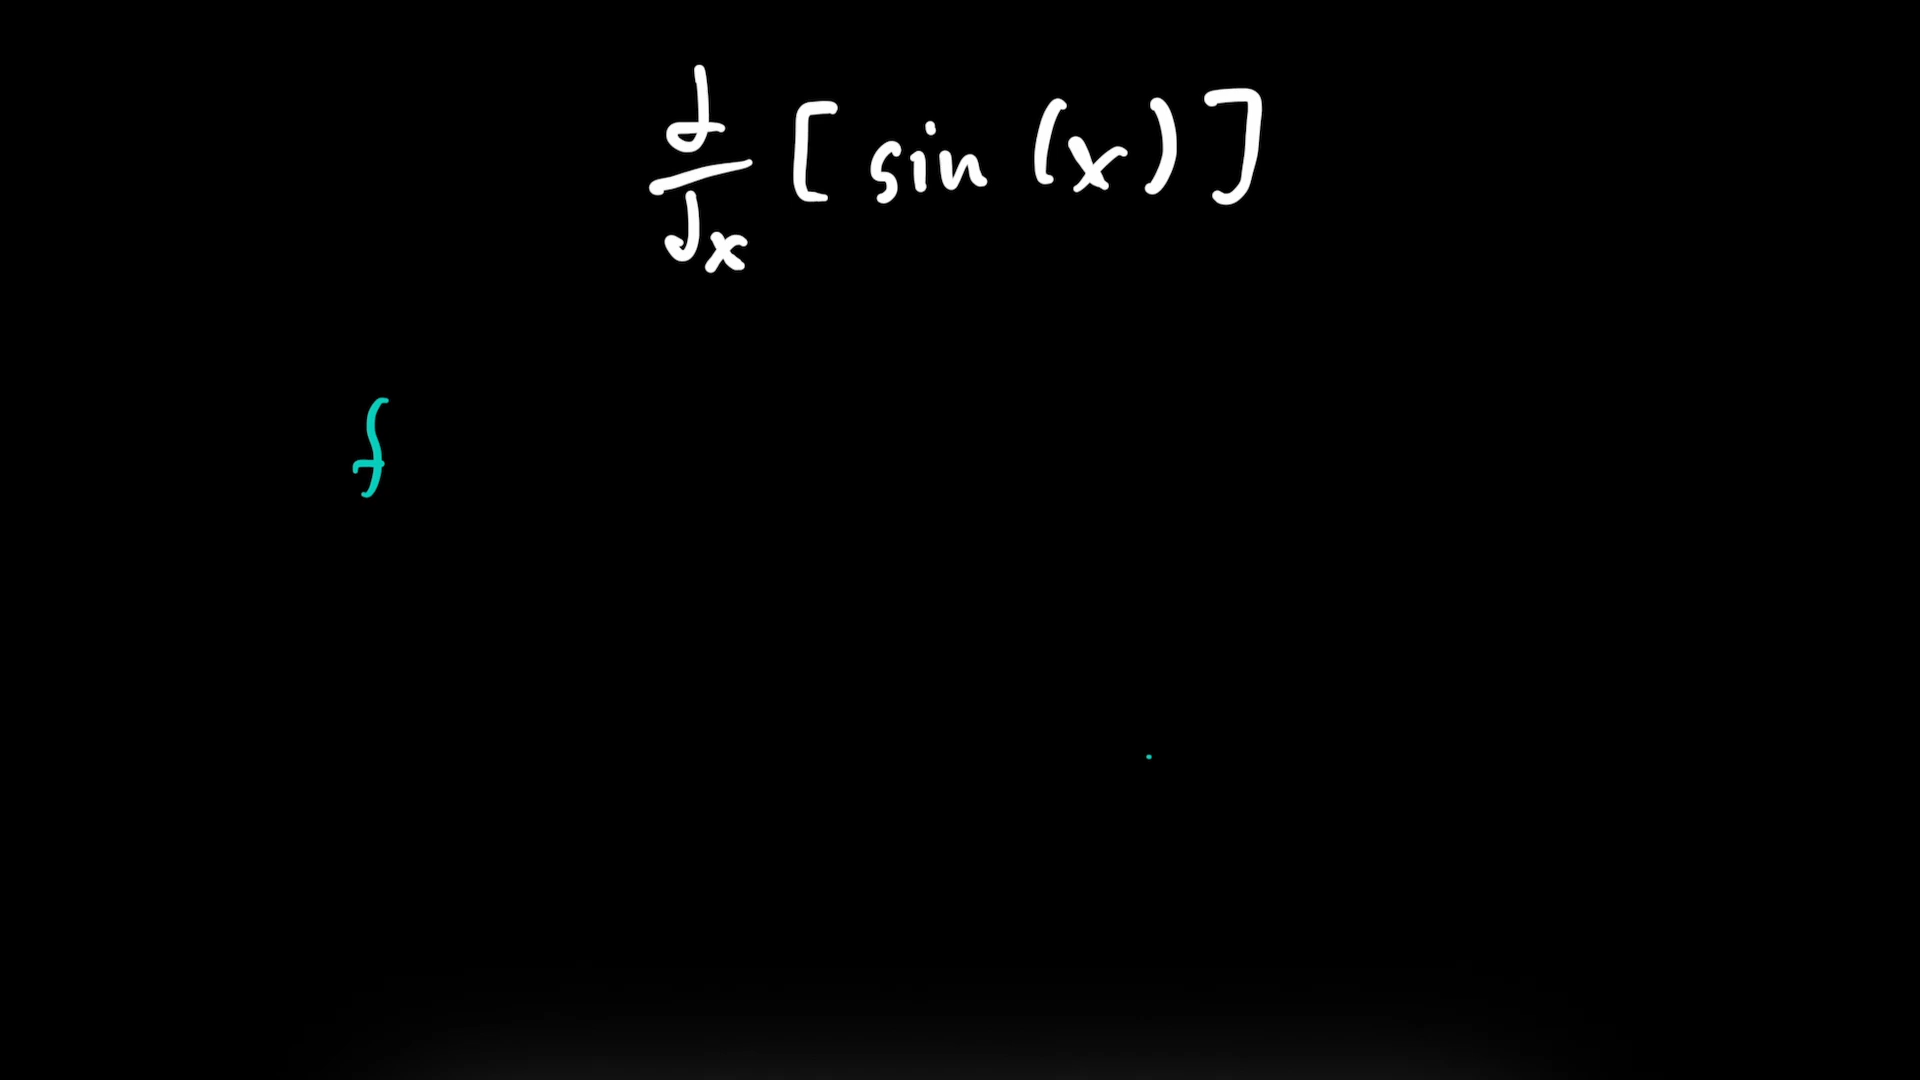 d/dx [sin (x)]
f